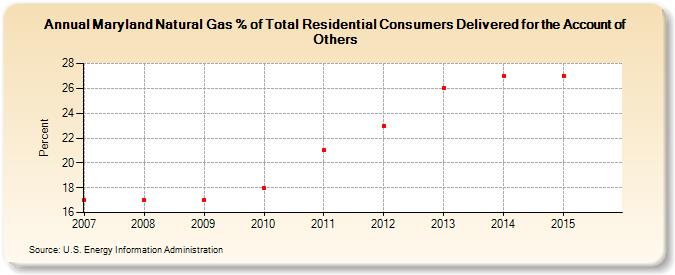 Annual Maryland Natural Gas % of Total Residential Consumers Delivered for the Account of
Others
Percent
28
26
24
22
20
18
16
2007 2008 2009 2010 2011 2012 2013 2014 2015
Source: U.S. Energy Information Administration